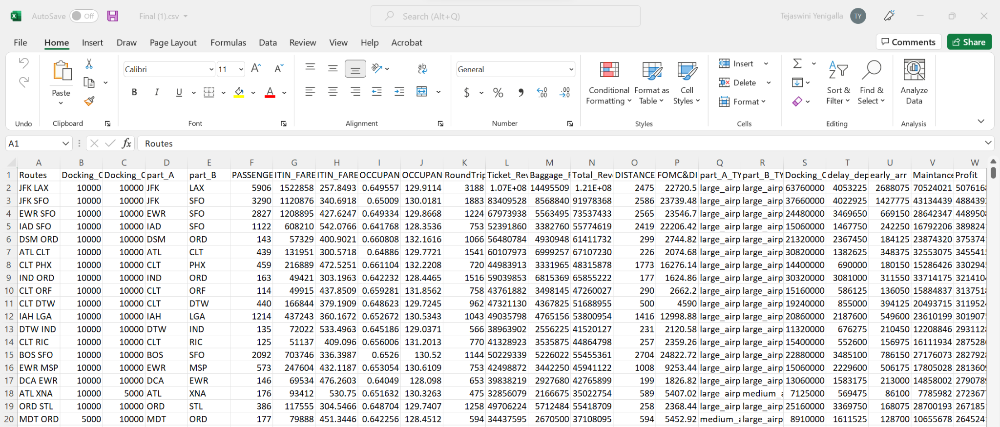 AutoSave Off Final (1).csv Search (Alt+Q) Tejaswini Yenigalla TY
File Home Insert Draw Page Layout Formulas Data Review View Help Acrobat Comments Share
Calibri 11 A^ Aˇ ab General Insert Σ
Paste B I U A $ % , .00 .00 Conditional Formatting Format as Table Cell Styles Delete Format Sort & Filter Find & Select Analyze Data
Undo Clipboard Font Alignment Number Styles Cells Editing Analysis
A1 fx Routes
A B C D E F G H I J K L M N O P Q R S T U V W
1 Routes Docking_C Docking_C part_A part_B PASSENGE ITIN_FARE ITIN_FARE OCCUPAN OCCUPAN RoundTrip Ticket_Rev Baggage_F Total_Reve DISTANCE FOMC&DI part_A_TY part_B_TY Docking_C delay_dep early_arr Maintance Profit
2 JFK LAX 10000 10000 JFK LAX 5906 1522858 257.8493 0.649557 129.9114 3188 1.07E+08 14495509 1.21E+08 2475 22720.5 large_airp large_airp 63760000 4053225 2688075 70524021 507616
3 JFK SFO 10000 10000 JFK SFO 3290 1120876 340.6918 0.65009 130.0181 1883 83409528 8568840 91978368 2586 23739.48 large_airp large_airp 37660000 4022925 1427775 43134439 488439
4 EWR SFO 10000 10000 EWR SFO 2827 1208895 427.6247 0.649334 129.8668 1224 67973938 5563495 73537433 2565 23546.7 large_airp large_airp 24480000 3469650 669150 28642347 448950
5 IAD SFO 10000 10000 IAD SFO 1122 608210 542.0766 0.641768 128.3536 753 52391860 3382760 55774619 2419 22206.42 large_airp large_airp 15060000 1467750 242250 16792206 389824
6 DSM ORD 10000 10000 DSM ORD 143 57329 400.9021 0.660808 132.1616 1066 56480784 4930948 61411732 299 2744.82 large_airp large_airp 21320000 2367450 184125 23874320 375374
7 ATL CLT 10000 10000 ATL CLT 439 131951 300.5718 0.64886 129.7721 1541 60107973 6999257 67107230 226 2074.68 large_airp large_airp 30820000 1382625 348375 32553075 345541
8 CLT PHX 10000 10000 CLT PHX 459 216889 472.5251 0.661104 132.2208 720 44983913 3331965 48315878 1773 16276.14 large_airp large_airp 14400000 690000 180150 15286426 330294
9 IND ORD 10000 10000 IND ORD 163 49421 303.1963 0.642232 128.4465 1516 59039853 6815369 65855222 177 1624.86 large_airp large_airp 30320000 3081000 311550 33714175 321410
10 CLT ORF 10000 10000 CLT ORF 114 49915 437.8509 0.659281 131.8562 758 43761882 3498145 47260027 290 2662.2 large_airp large_airp 15160000 586125 136050 15884837 313751
11 CLT DTW 10000 10000 CLT DTW 440 166844 379.1909 0.648623 129.7245 962 47321130 4367825 51688955 500 4590 large_airp large_airp 19240000 855000 394125 20493715 311952
12 IAH LGA 10000 10000 IAH LGA 1214 437243 360.1672 0.652672 130.5343 1043 49035798 4765156 53800954 1416 12998.88 large_airp large_airp 20860000 2187600 549600 23610199 301907
13 DTW IND 10000 10000 DTW IND 135 72022 533.4963 0.645186 129.0371 566 38963902 2556225 41520127 231 2120.58 large_airp large_airp 11320000 676275 210450 12208846 293112
14 CLT RIC 10000 10000 CLT RIC 125 51137 409.096 0.656006 131.2013 770 41328923 3535875 44864798 257 2359.26 large_airp large_airp 15400000 552600 156975 16111934 287528
15 BOS SFO 10000 10000 BOS SFO 2092 703746 336.3987 0.6526 130.52 1144 50229339 5226022 55455361 2704 24822.72 large_airp large_airp 22880000 3485100 786150 27176073 282792
16 EWR MSP 10000 10000 EWR MSP 573 247604 432.1187 0.653054 130.6109 753 42498872 3442250 45941122 1008 9253.44 large_airp large_airp 15060000 2229600 506175 17805028 281360
17 DCA EWR 10000 10000 DCA EWR 146 69534 476.2603 0.64049 128.098 653 39838219 2927680 42765899 199 1826.82 large_airp large_airp 13060000 1583175 213000 14858002 279078
18 ATL XNA 10000 5000 ATL XNA 176 93412 530.75 0.651632 130.3263 475 32856079 2166675 35022754 589 5407.02 large_airp medium_a 7125000 569475 86100 7785982 272367
19 ORD STL 10000 10000 ORD STL 386 117555 304.5466 0.648704 129.7407 1258 49706224 5712484 55418709 258 2368.44 large_airp large_airp 25160000 3369750 168075 28700193 267185
20 MDT ORD 5000 10000 MDT ORD 177 79888 451.3446 0.642256 128.4512 594 34437595 2670500 37108095 594 5452.92 medium_a large_airp 8910000 1611525 128700 10655678 264524